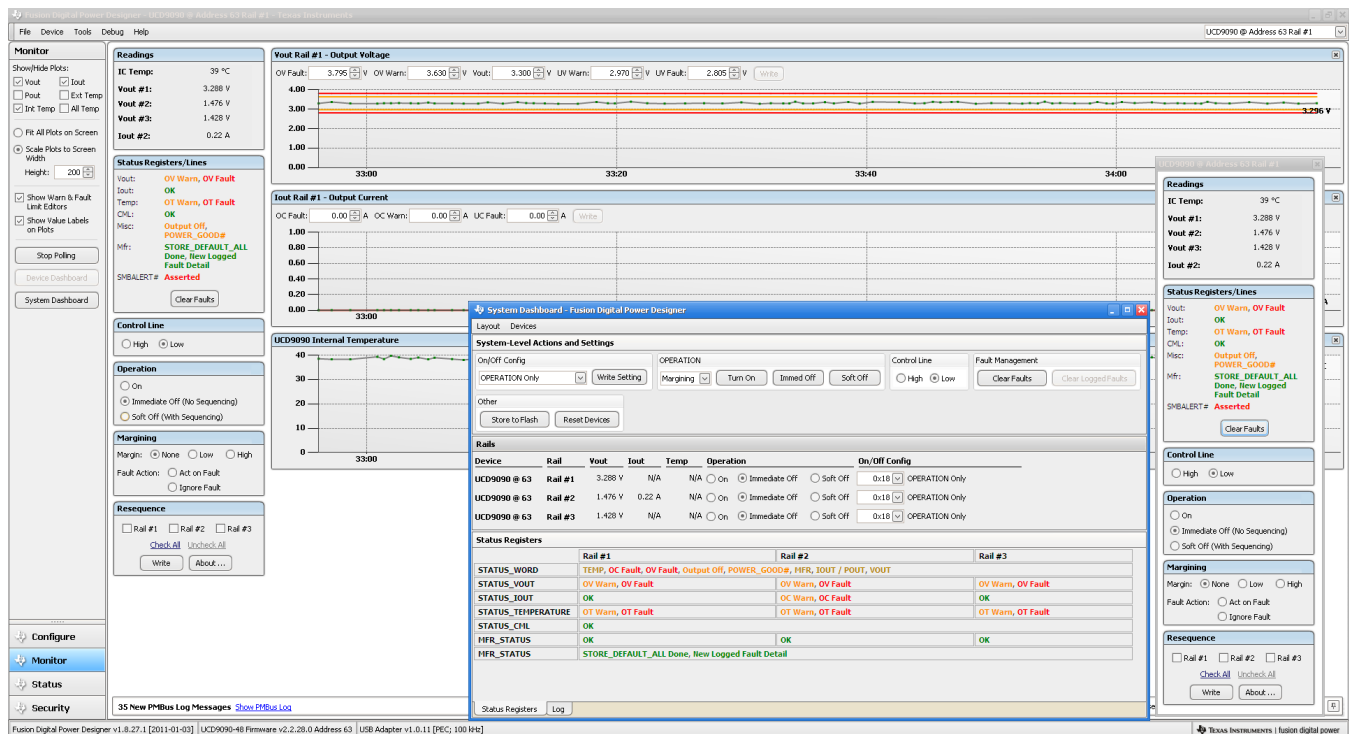 Fusion Digital Power Designer - UCD9090 @ Address 63 Rail #1 - Texas Instruments
File Device Tools Debug Help
UCD9090 @ Address 63 Rail #1
Monitor
Show/Hide Plots:
Vout Iout
Pout Ext Temp
Int Temp All Temp
Fit All Plots on Screen
Scale Plots to Screen
Width
Height: 200
Show Warn & Fault
Limit Editors
Show Value Labels
on Plots
Stop Polling
Device Dashboard
System Dashboard
Configure
Monitor
Status
Security
Readings
IC Temp: 39 °C
Vout #1: 3.288 V
Vout #2: 1.476 V
Vout #3: 1.428 V
Iout #2: 0.22 A
Status Registers/Lines
Vout: OV Warn, OV Fault
Iout: OK
Temp: OT Warn, OT Fault
CML: OK
Misc: Output Off,
POWER_GOOD#
Mfr: STORE_DEFAULT_ALL
Done, New Logged
Fault Detail
SMBALERT# Asserted
Clear Faults
Control Line
High Low
Operation
On
Immediate Off (No Sequencing)
Soft Off (With Sequencing)
Margining
Margin: None Low High
Fault Action: Act on Fault
Ignore Fault
Resequence
Rail #1 Rail #2 Rail #3
Check All Uncheck All
Write About ...
Vout Rail #1 - Output Voltage
OV Fault: 3.795 V OV Warn: 3.630 V Vout: 3.300 V UV Warn: 2.970 V UV Fault: 2.805 V Write
4.00
3.00
2.00
1.00
0.00
3.296 V
33:00 33:20 33:40 34:00
Iout Rail #1 - Output Current
OC Fault: 0.00 A OC Warn: 0.00 A UC Fault: 0.00 A Write
1.00
0.80
0.60
0.40
0.20
0.00
33:00
UCD9090 Internal Temperature
40
30
20
10
0
33:00
System Dashboard - Fusion Digital Power Designer
Layout Devices
System-Level Actions and Settings
On/Off Config OPERATION Control Line Fault Management
OPERATION Only Write Setting Margining Turn On Immed Off Soft Off High Low Clear Faults Clear Logged Faults
Other
Store to Flash Reset Devices
Rails
Device Rail Vout Iout Temp Operation On/Off Config
UCD9090 @ 63 Rail #1 3.288 V N/A N/A On Immediate Off Soft Off 0x18 OPERATION Only
UCD9090 @ 63 Rail #2 1.476 V 0.22 A N/A On Immediate Off Soft Off 0x18 OPERATION Only
UCD9090 @ 63 Rail #3 1.428 V N/A N/A On Immediate Off Soft Off 0x18 OPERATION Only
Status Registers
Rail #1 Rail #2 Rail #3
STATUS_WORD TEMP, OC Fault, OV Fault, Output Off, POWER_GOOD#, MFR, IOUT / POUT, VOUT
STATUS_VOUT OV Warn, OV Fault OV Warn, OV Fault OV Warn, OV Fault
STATUS_IOUT OK OC Warn, OC Fault OK
STATUS_TEMPERATURE OT Warn, OT Fault OT Warn, OT Fault OT Warn, OT Fault
STATUS_CML OK
MFR_STATUS OK OK OK
MFR_STATUS STORE_DEFAULT_ALL Done, New Logged Fault Detail
Status Registers Log
UCD9090 @ Address 63 Rail #1
Readings
IC Temp: 39 °C
Vout #1: 3.288 V
Vout #2: 1.476 V
Vout #3: 1.428 V
Iout #2: 0.22 A
Status Registers/Lines
Vout: OV Warn, OV Fault
Iout: OK
Temp: OT Warn, OT Fault
CML: OK
Misc: Output Off,
POWER_GOOD#
Mfr: STORE_DEFAULT_ALL
Done, New Logged
Fault Detail
SMBALERT# Asserted
Clear Faults
Control Line
High Low
Operation
On
Immediate Off (No Sequencing)
Soft Off (With Sequencing)
Margining
Margin: None Low High
Fault Action: Act on Fault
Ignore Fault
Resequence
Rail #1 Rail #2 Rail #3
Check All Uncheck All
Write About ...
35 New PMBus Log Messages Show PMBus Log
Fusion Digital Power Designer v1.8.27.1 [2011-01-03] UCD9090-48 Firmware v2.2.28.0 Address 63 USB Adapter v1.0.11 [PEC; 100 kHz]
TEXAS INSTRUMENTS | fusion digital power